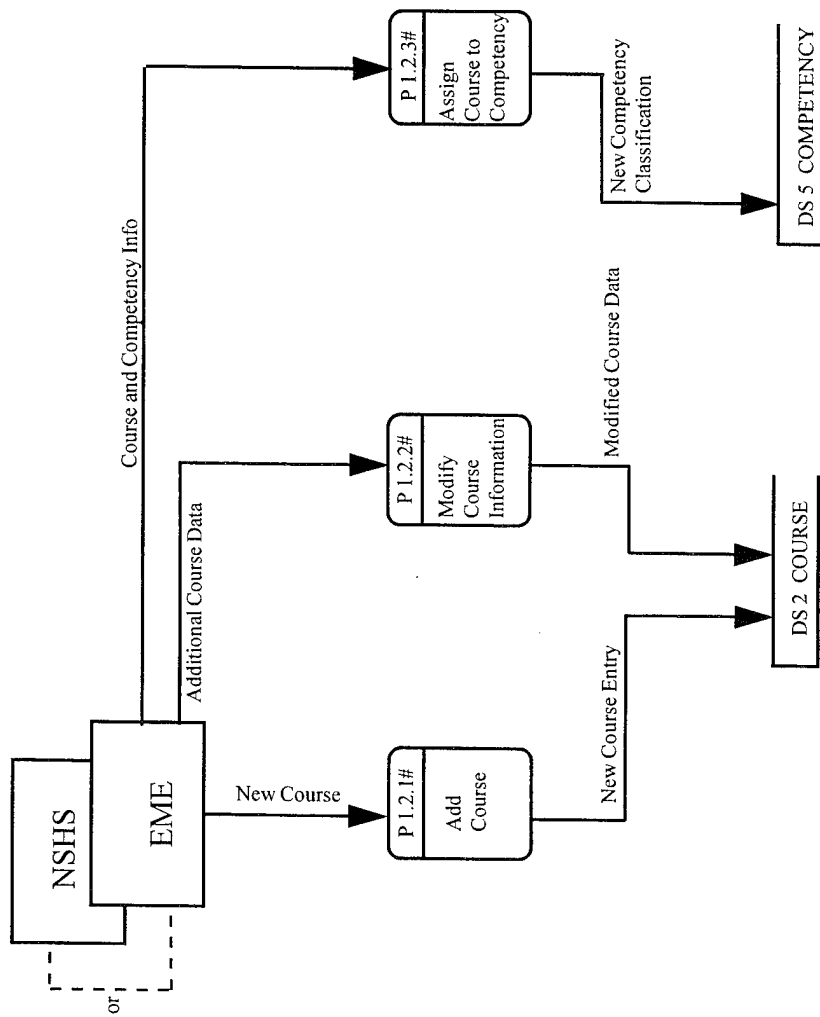 or
NSHS
EME
New Course
Additional Course Data
Course and Competency Info
P 1.2.1#
Add
Course
P 1.2.2#
Modify
Course
Information
P 1.2.3#
Assign
Course to
Competency
New Course Entry
Modified Course Data
New Competency
Classification
DS 2 COURSE
DS 5 COMPETENCY